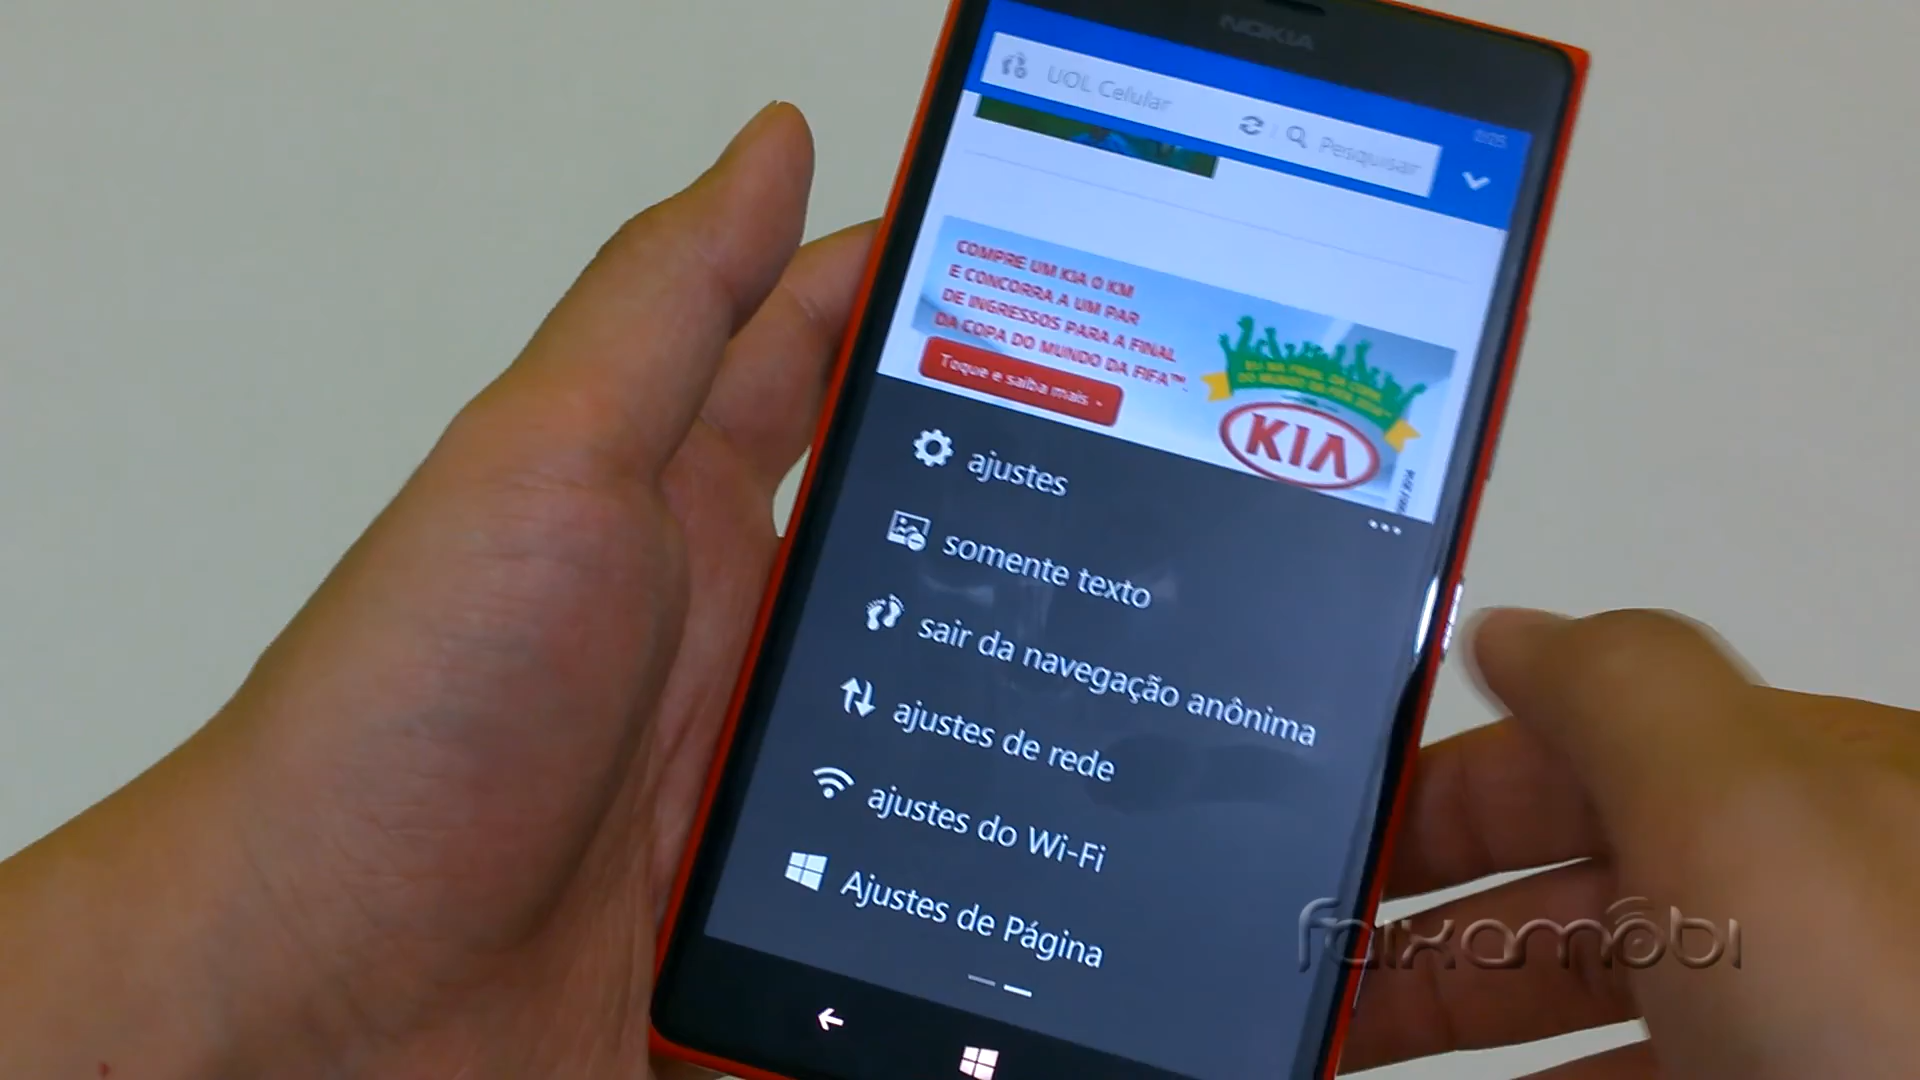 NOKIA
UOL Celular
Pesquisar
0:05
COMPRE UM KIA 0 KM
E CONCORRA A UM PAR
DE INGRESSOS PARA A FINAL
DA COPA DO MUNDO DA FIFA™.
Toque e saiba mais
KIA
ajustes
somente texto
sair da navegação anônima
ajustes de rede
ajustes do Wi-Fi
Ajustes de Página
faixamobi